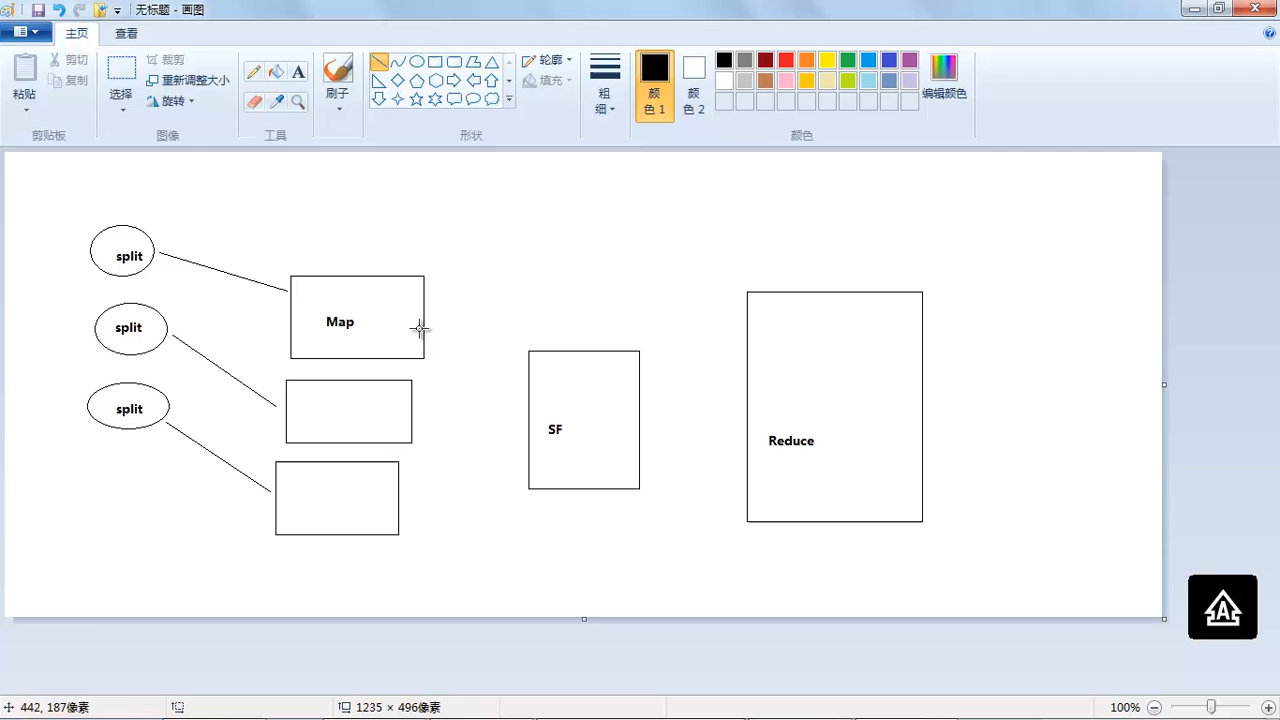 无标题 - 画图
主页
查看
粘贴
剪切
复制
剪贴板
选择
裁剪
重新调整大小
旋转
图像
A
工具
刷子
轮廓
填充
形状
粗
细
颜
色 1
颜
色 2
编辑颜色
颜色
split
split
split
Map
SF
Reduce
A
442, 187像素
1235 × 496像素
100%